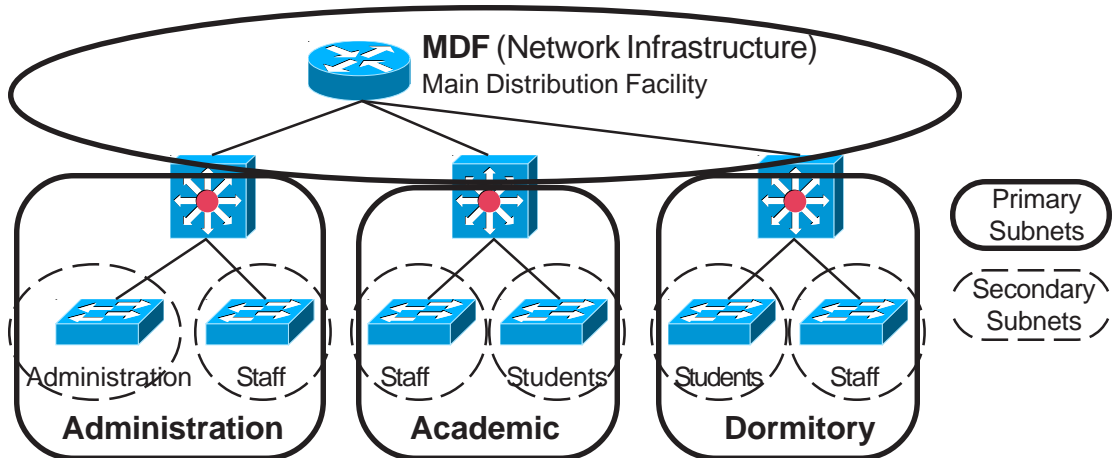 MDF (Network Infrastructure)
Main Distribution Facility
Primary
Subnets
Secondary
Subnets
Administration
Staff
Staff
Students
Students
Staff
Administration
Academic
Dormitory